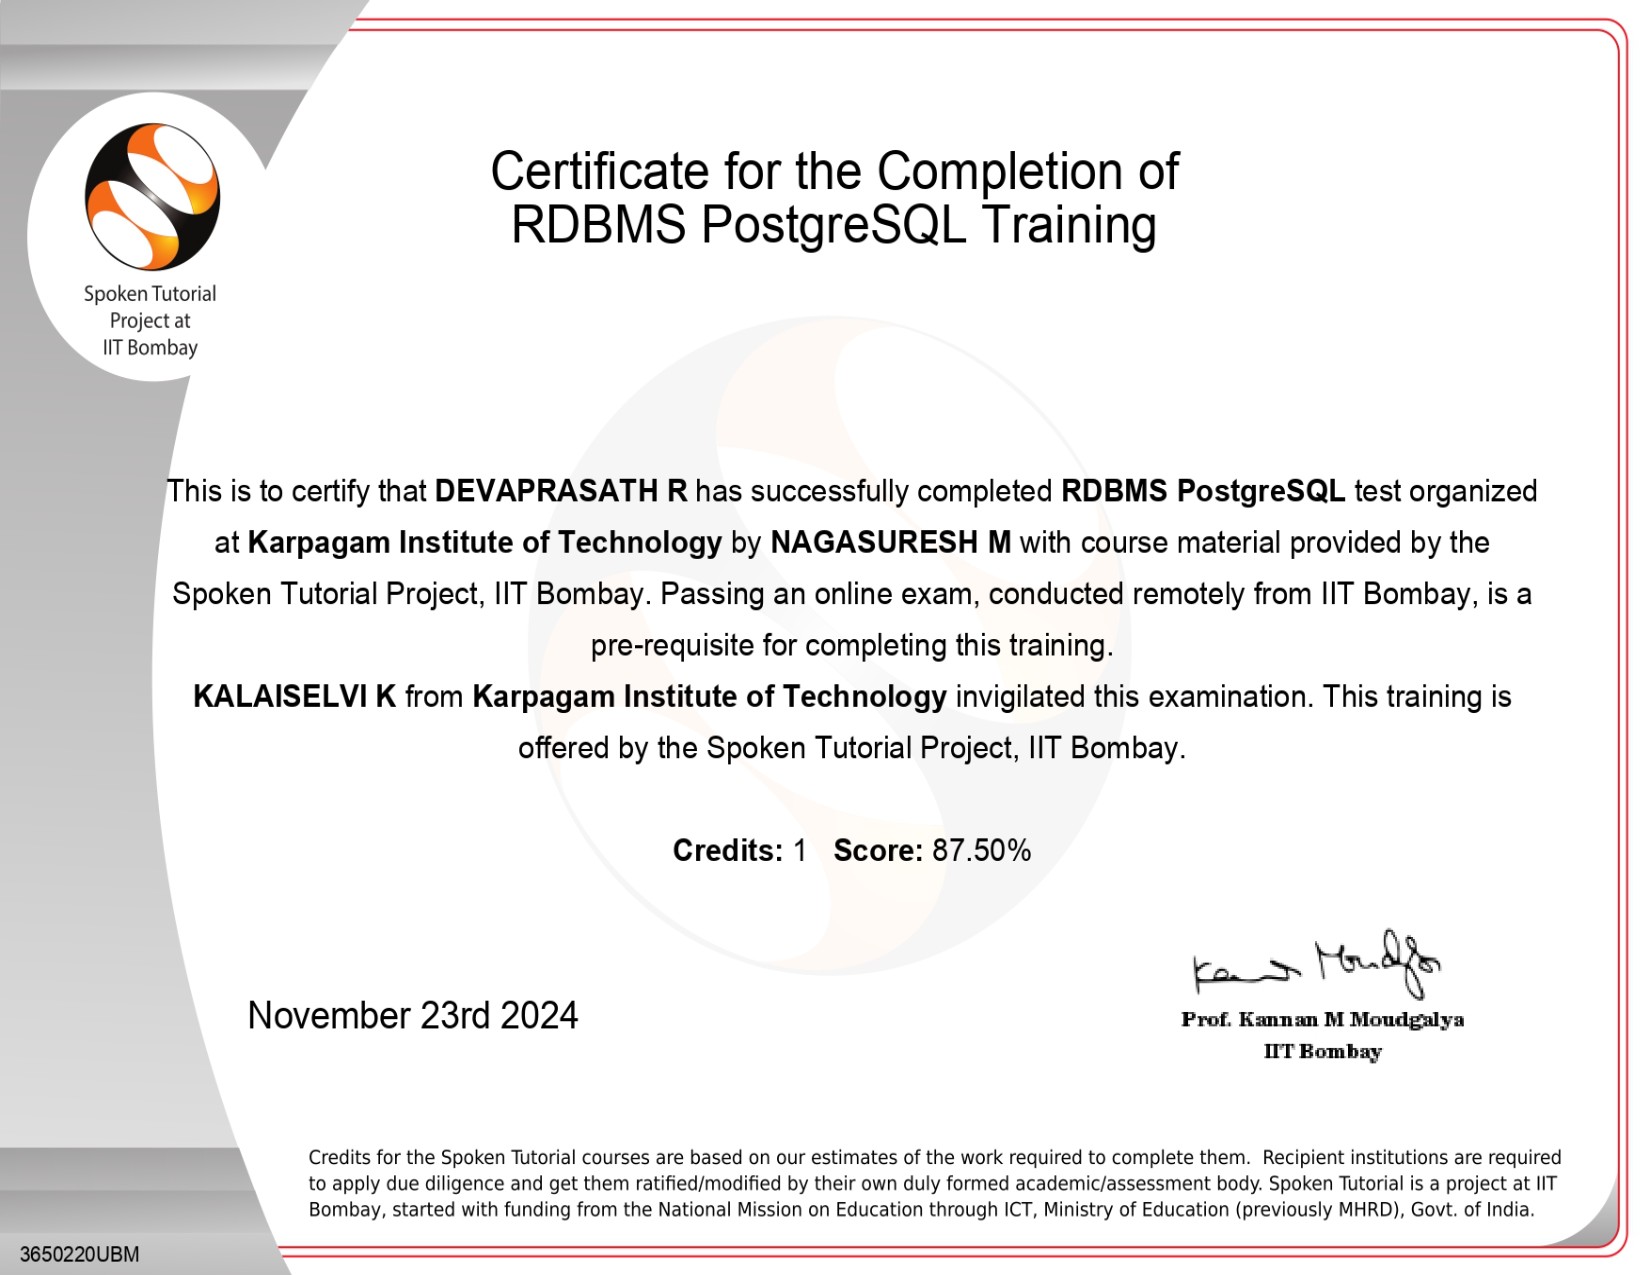 Certificate for the Completion of
RDBMS PostgreSQL Training
Spoken Tutorial
Project at
IIT Bombay
This is to certify that DEVAPRASATH R has successfully completed RDBMS PostgreSQL test organized
at Karpagam Institute of Technology by NAGASURESH M with course material provided by the
Spoken Tutorial Project, IIT Bombay. Passing an online exam, conducted remotely from IIT Bombay, is a
pre-requisite for completing this training.
KALAISELVI K from Karpagam Institute of Technology invigilated this examination. This training is
offered by the Spoken Tutorial Project, IIT Bombay.
Credits: 1 Score: 87.50%
November 23rd 2024
Kannan Moudgalya
Prof. Kannan M Moudgalya
IIT Bombay
Credits for the Spoken Tutorial courses are based on our estimates of the work required to complete them. Recipient institutions are required
to apply due diligence and get them ratified/modified by their own duly formed academic/assessment body. Spoken Tutorial is a project at IIT
Bombay, started with funding from the National Mission on Education through ICT, Ministry of Education (previously MHRD), Govt. of India.
3650220UBM